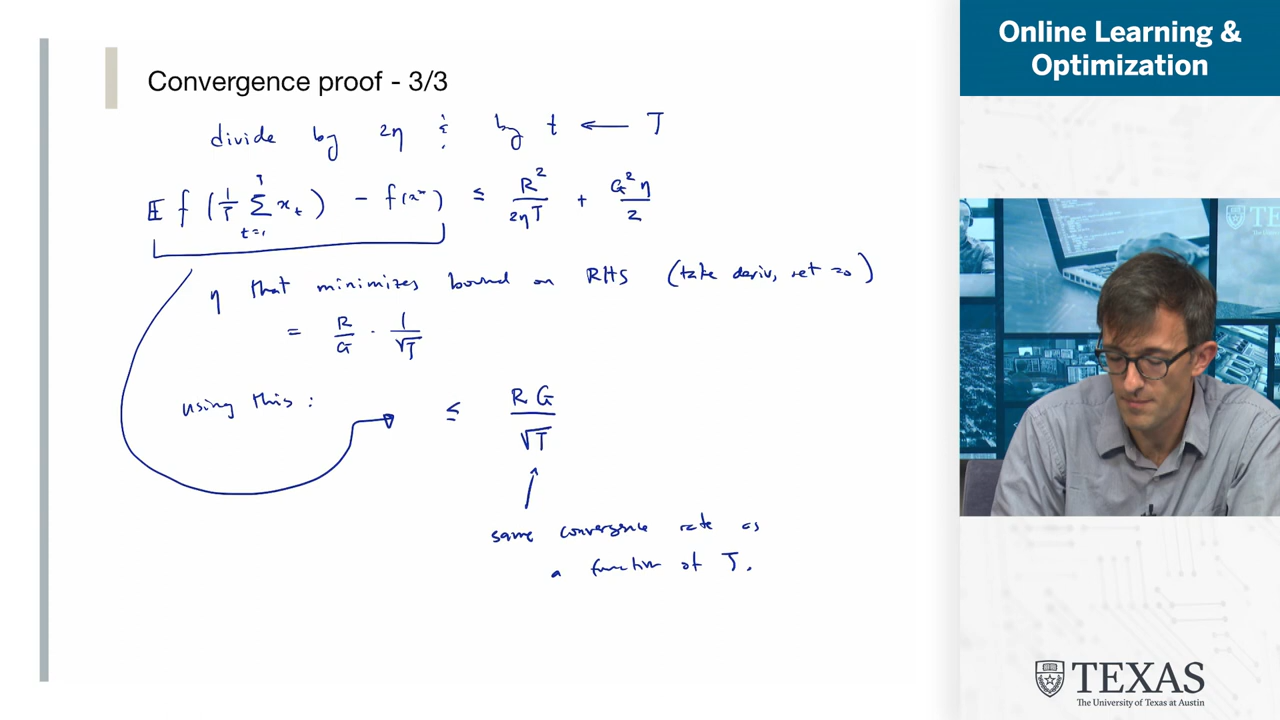 Convergence proof - 3/3
divide by 2η & by t ← T
𝔼 f ( 1/T ∑_{t=1}^{T} x_t ) - f(x*) ≤ R²/2ηT + G²η/2
η that minimizes bound on RHS (take deriv, set =0)
= R/G · 1/√T
using this: ≤ RG/√T
same convergence rate as
a function of T.
Online Learning &
Optimization
TEXAS
The University of Texas at Austin